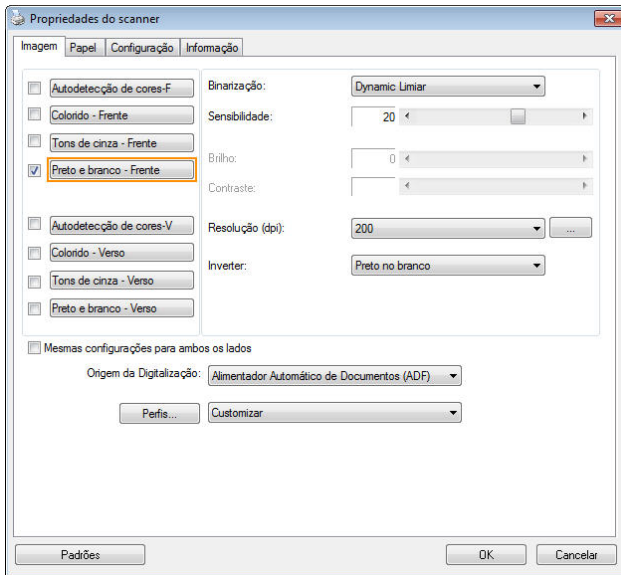 Propriedades do scanner
Imagem Papel Configuração Informação
Autodetecção de cores-F
Colorido - Frente
Tons de cinza - Frente
Preto e branco - Frente
Autodetecção de cores-V
Colorido - Verso
Tons de cinza - Verso
Preto e branco - Verso
Binarização: Dynamic Limiar
Sensibilidade: 20
Brilho: 0
Contraste:
Resolução (dpi): 200 ...
Inverter: Preto no branco
Mesmas configurações para ambos os lados
Origem da Digitalização: Alimentador Automático de Documentos (ADF)
Perfis... Customizar
Padrões OK Cancelar